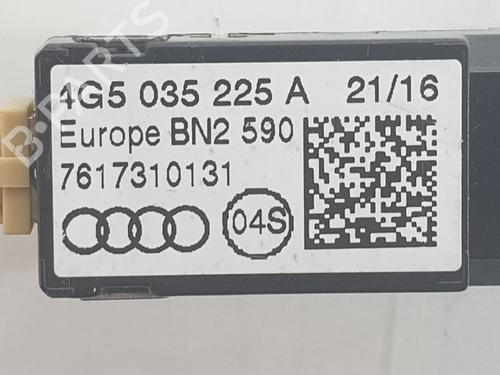 4G5 035 225 A 21/16
Europe BN2 590
7617310131
04S
B-PARTS